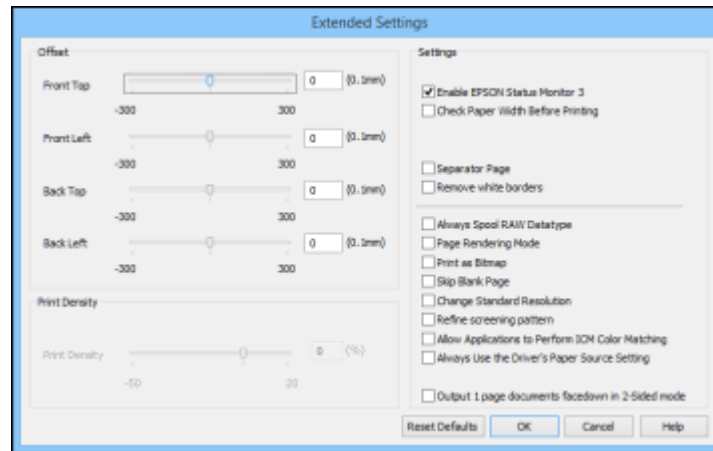 Extended Settings
Offset
Front Top
0
(0.1mm)
-300
300
Front Left
0
(0.1mm)
-300
300
Back Top
0
(0.1mm)
-300
300
Back Left
0
(0.1mm)
-300
300
Print Density
Print Density
0
(%)
-50
20
Settings
Enable EPSON Status Monitor 3
Check Paper Width Before Printing
Separator Page
Remove white borders
Always Spool RAW Datatype
Page Rendering Mode
Print as Bitmap
Skip Blank Page
Change Standard Resolution
Refine screening pattern
Allow Applications to Perform ICM Color Matching
Always Use the Driver's Paper Source Setting
Output 1 page documents facedown in 2-Sided mode
Reset Defaults
OK
Cancel
Help